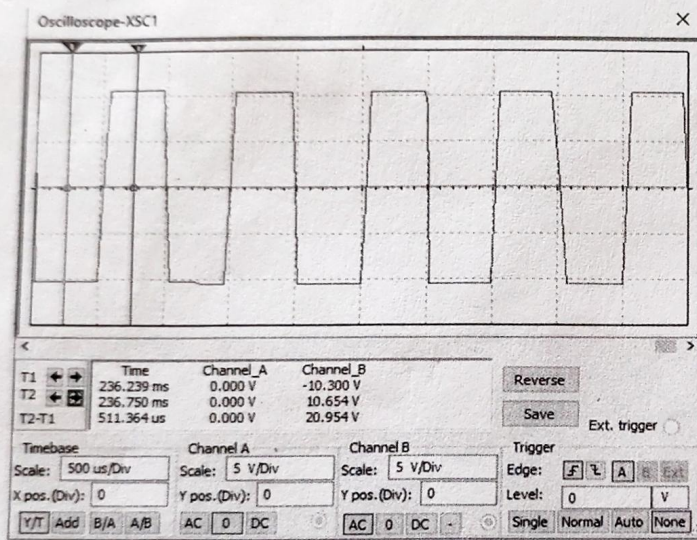 Oscilloscope-XSC1
Time Channel_A Channel_B
T1 236.239 ms 0.000 V -10.300 V
T2 236.750 ms 0.000 V 10.654 V
T2-T1 511.364 us 0.000 V 20.954 V
Reverse
Save
Ext. trigger
Timebase
Scale: 500 us/Div
X pos.(Div): 0
Y/T Add B/A A/B
Channel A
Scale: 5 V/Div
Y pos.(Div): 0
AC 0 DC
Channel B
Scale: 5 V/Div
Y pos.(Div): 0
AC 0 DC -
Trigger
Edge: A B Ext
Level: 0 V
Single Normal Auto None